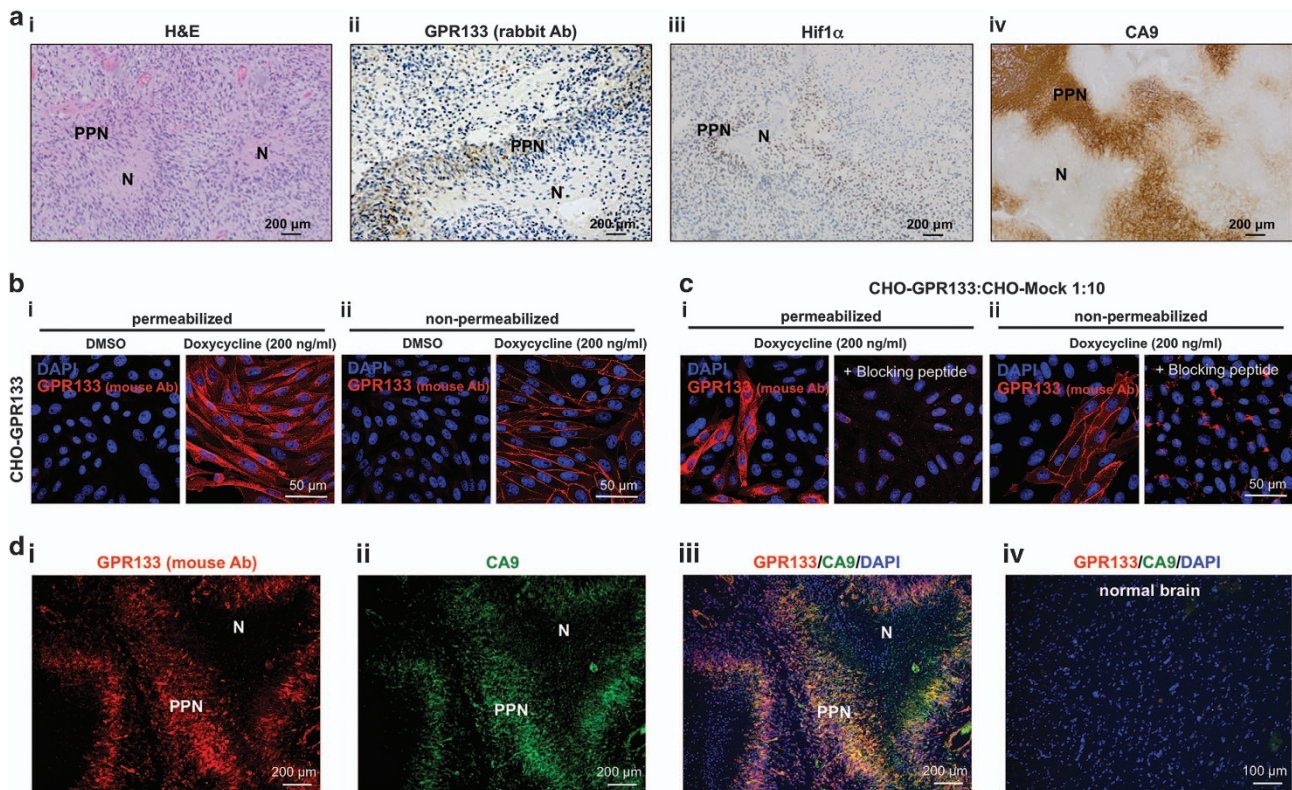 a
i
H&E
PPN
N
N
200 μm
ii
GPR133 (rabbit Ab)
PPN
N
200 μm
iii
Hif1α
PPN
N
200 μm
iv
CA9
PPN
N
200 μm
b
i
permeabilized
DMSO
Doxycycline (200 ng/ml)
CHO-GPR133
DAPI
GPR133 (mouse Ab)
50 μm
ii
non-permeabilized
DMSO
Doxycycline (200 ng/ml)
DAPI
GPR133 (mouse Ab)
50 μm
c
CHO-GPR133:CHO-Mock 1:10
i
permeabilized
Doxycycline (200 ng/ml)
DAPI
GPR133 (mouse Ab)
+ Blocking peptide
ii
non-permeabilized
Doxycycline (200 ng/ml)
DAPI
GPR133 (mouse Ab)
+ Blocking peptide
50 μm
d
i
GPR133 (mouse Ab)
N
PPN
200 μm
ii
CA9
N
PPN
200 μm
iii
GPR133/CA9/DAPI
N
PPN
200 μm
iv
GPR133/CA9/DAPI
normal brain
100 μm